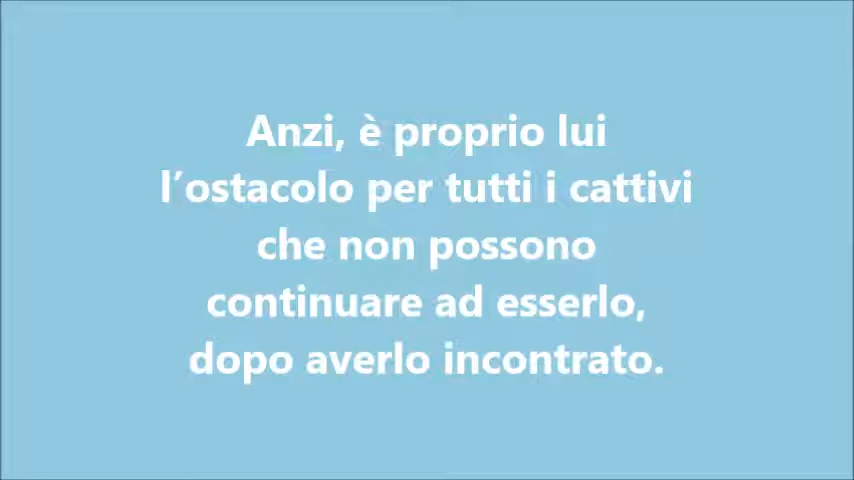 Anzi, è proprio lui
l’ostacolo per tutti i cattivi
che non possono
continuare ad esserlo,
dopo averlo incontrato.